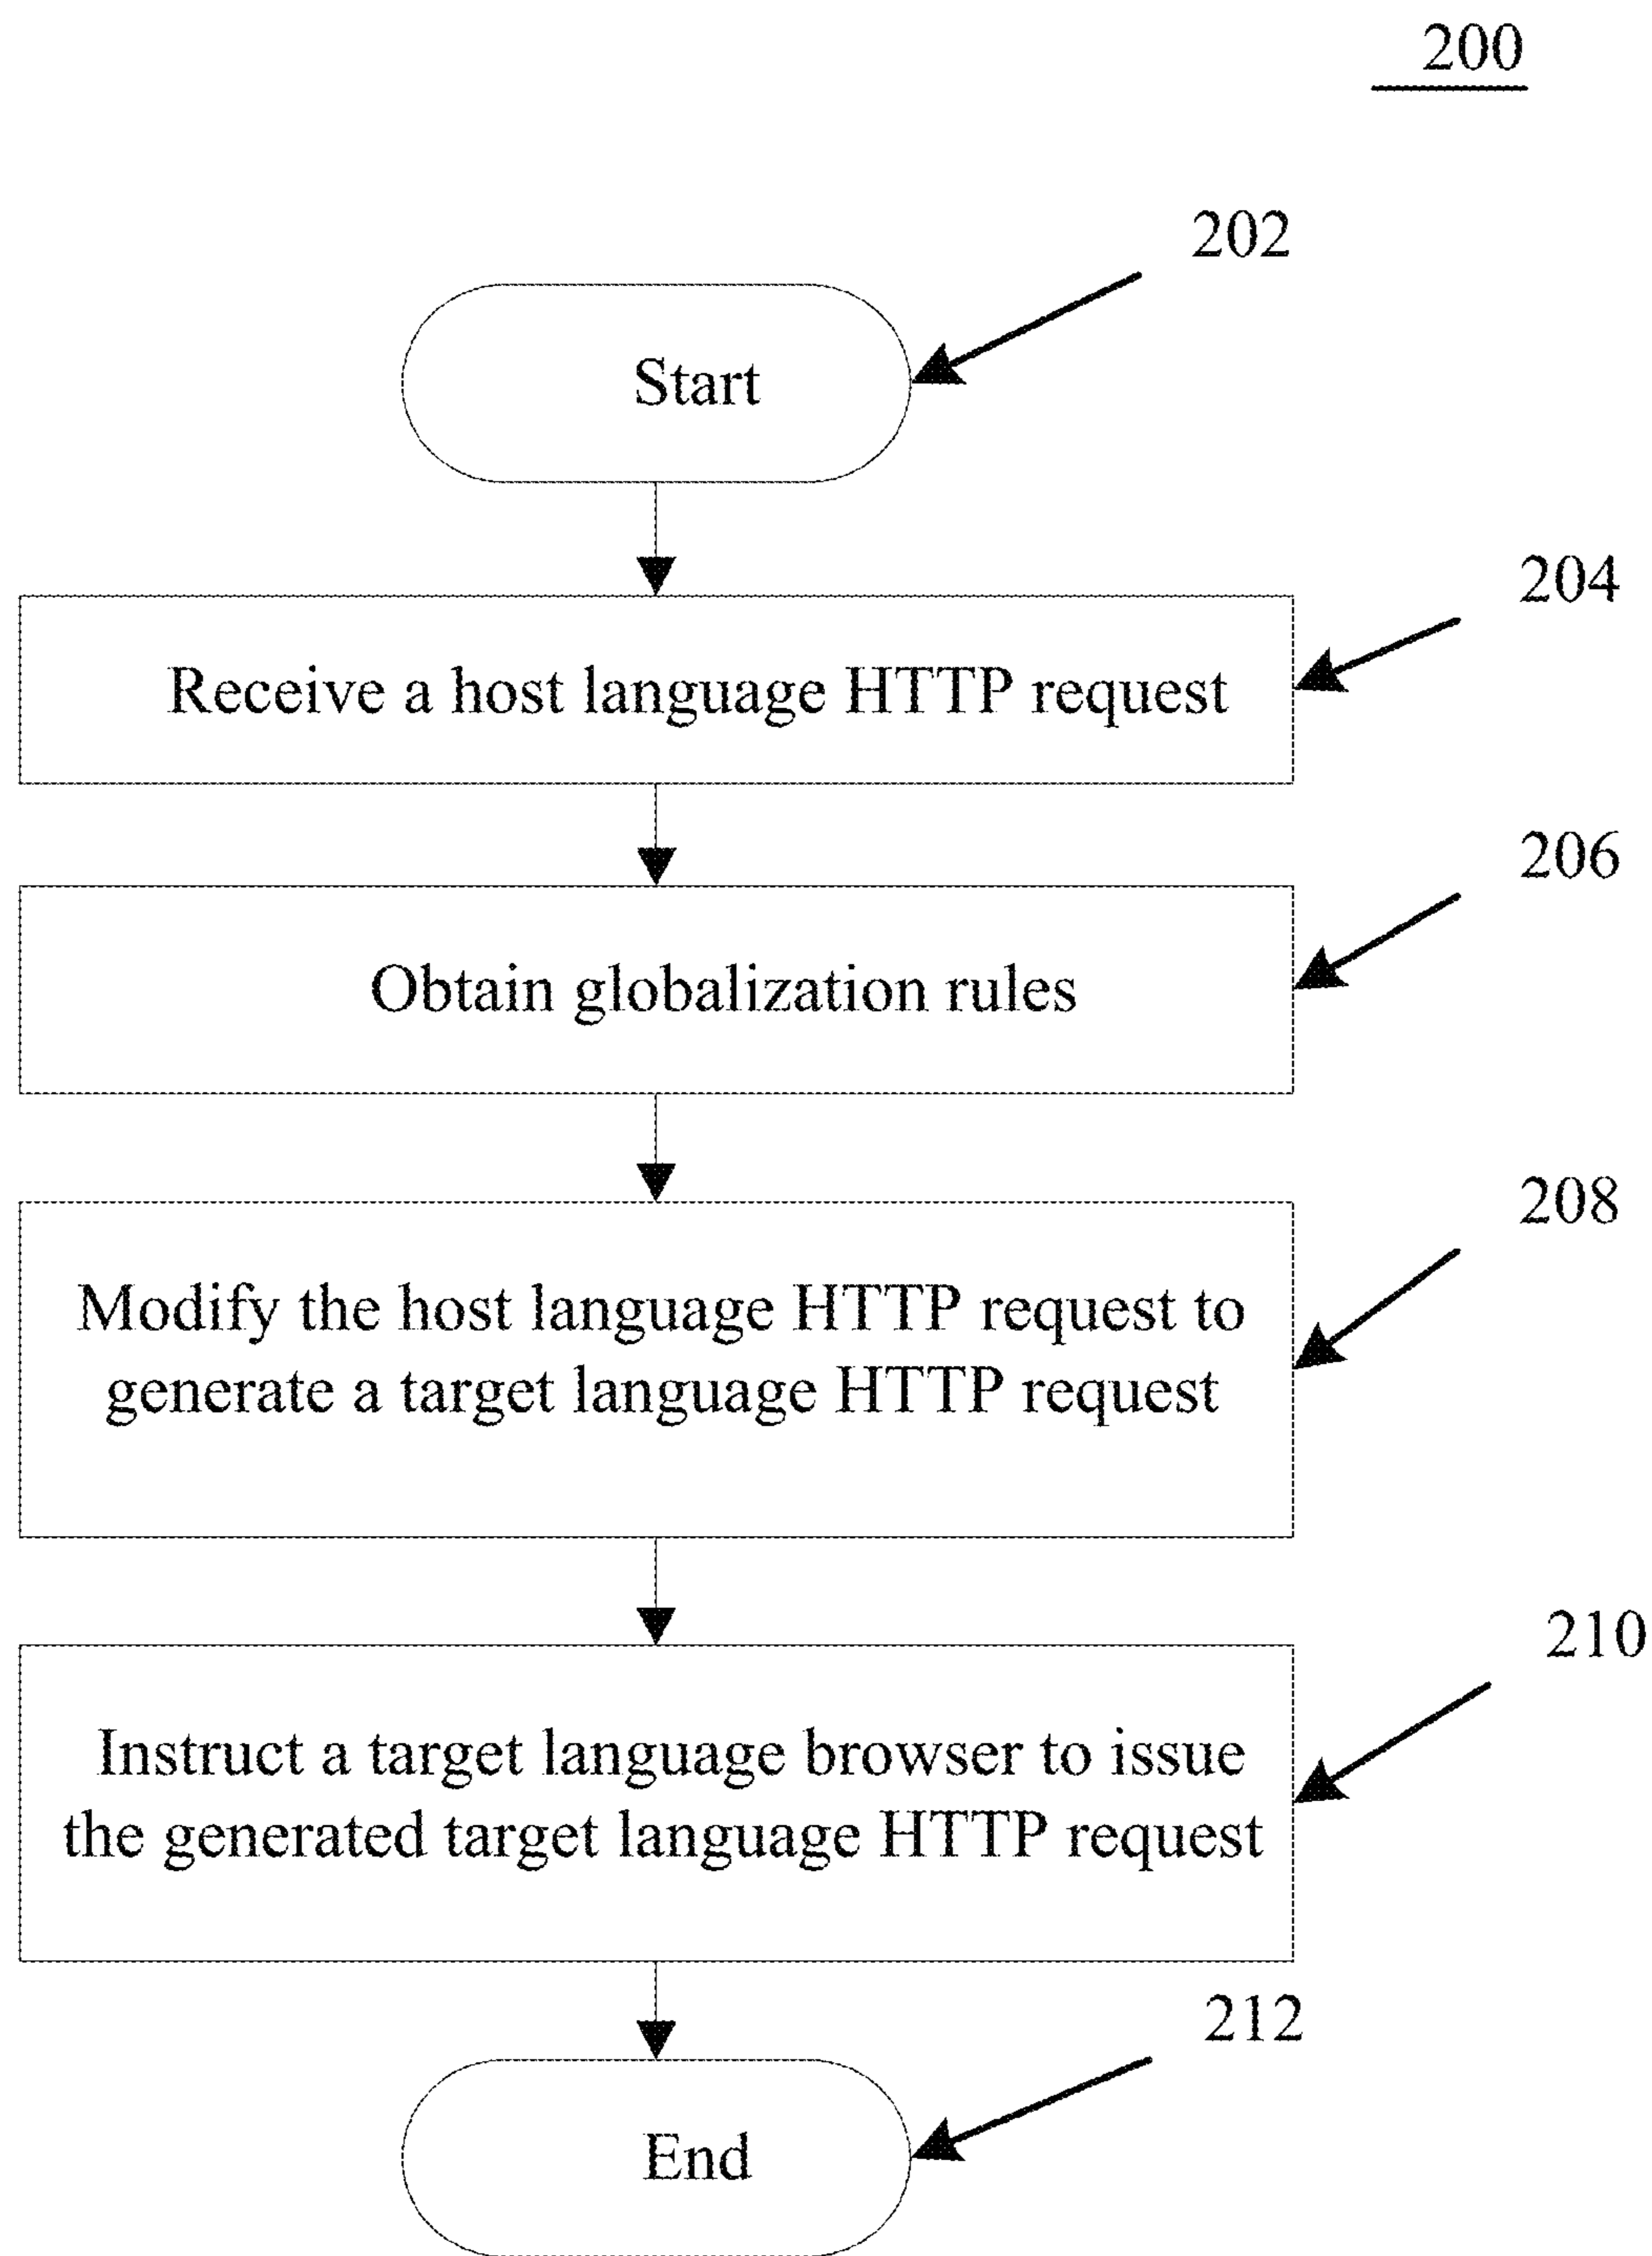 200
202
Start
204
Receive a host language HTTP request
206
Obtain globalization rules
208
Modify the host language HTTP request to
generate a target language HTTP request
210
Instruct a target language browser to issue
the generated target language HTTP request
212
End